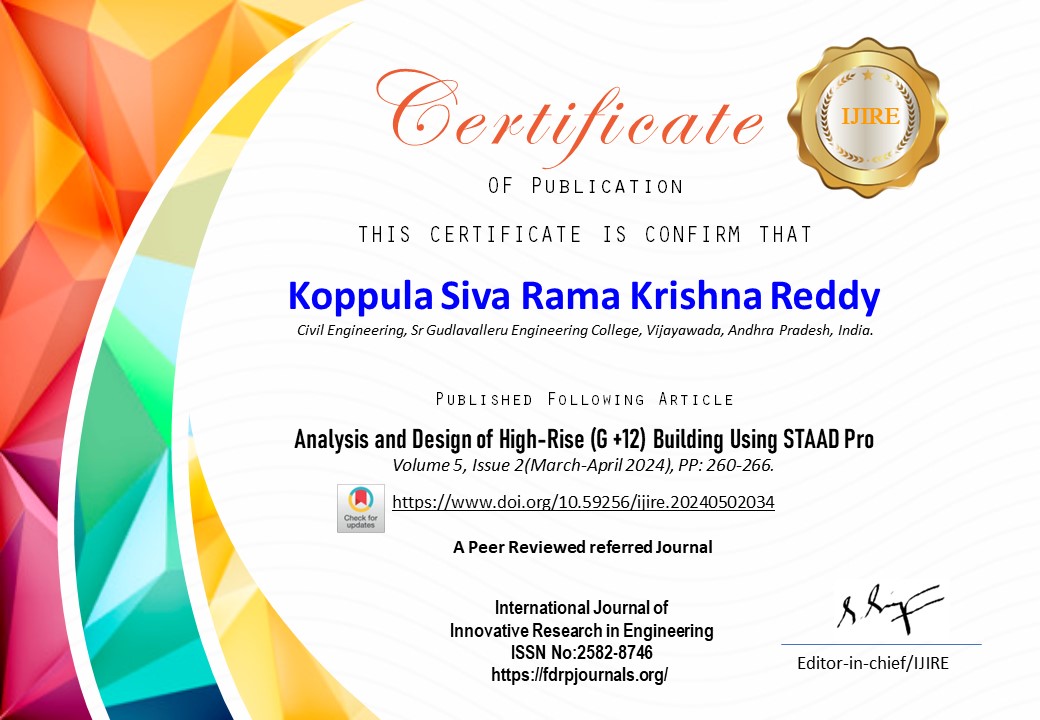 Certificate
IJIRE
OF PUBLICATION
THIS CERTIFICATE IS CONFIRM THAT
Koppula Siva Rama Krishna Reddy
Civil Engineering, Sr Gudlavalleru Engineering College, Vijayawada, Andhra Pradesh, India.
PUBLISHED FOLLOWING ARTICLE
Analysis and Design of High-Rise (G +12) Building Using STAAD Pro
Volume 5, Issue 2(March-April 2024), PP: 260-266.
Check for
updates
https://www.doi.org/10.59256/ijire.20240502034
A Peer Reviewed referred Journal
International Journal of
Innovative Research in Engineering
ISSN No:2582-8746
https://fdrpjournals.org/
Editor-in-chief/IJIRE